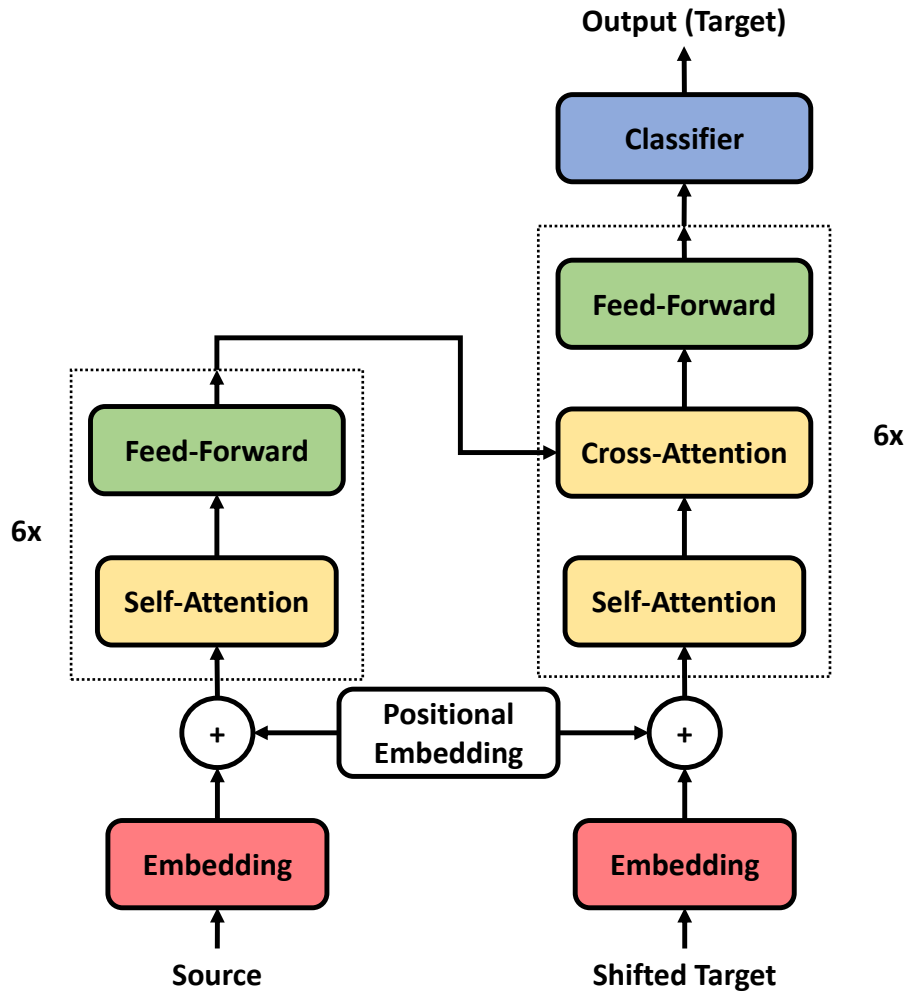 Output (Target)
Classifier
Feed-Forward
Feed-Forward
Cross-Attention
6x
6x
Self-Attention
Self-Attention
Positional
Embedding
+
+
Embedding
Embedding
Source
Shifted Target